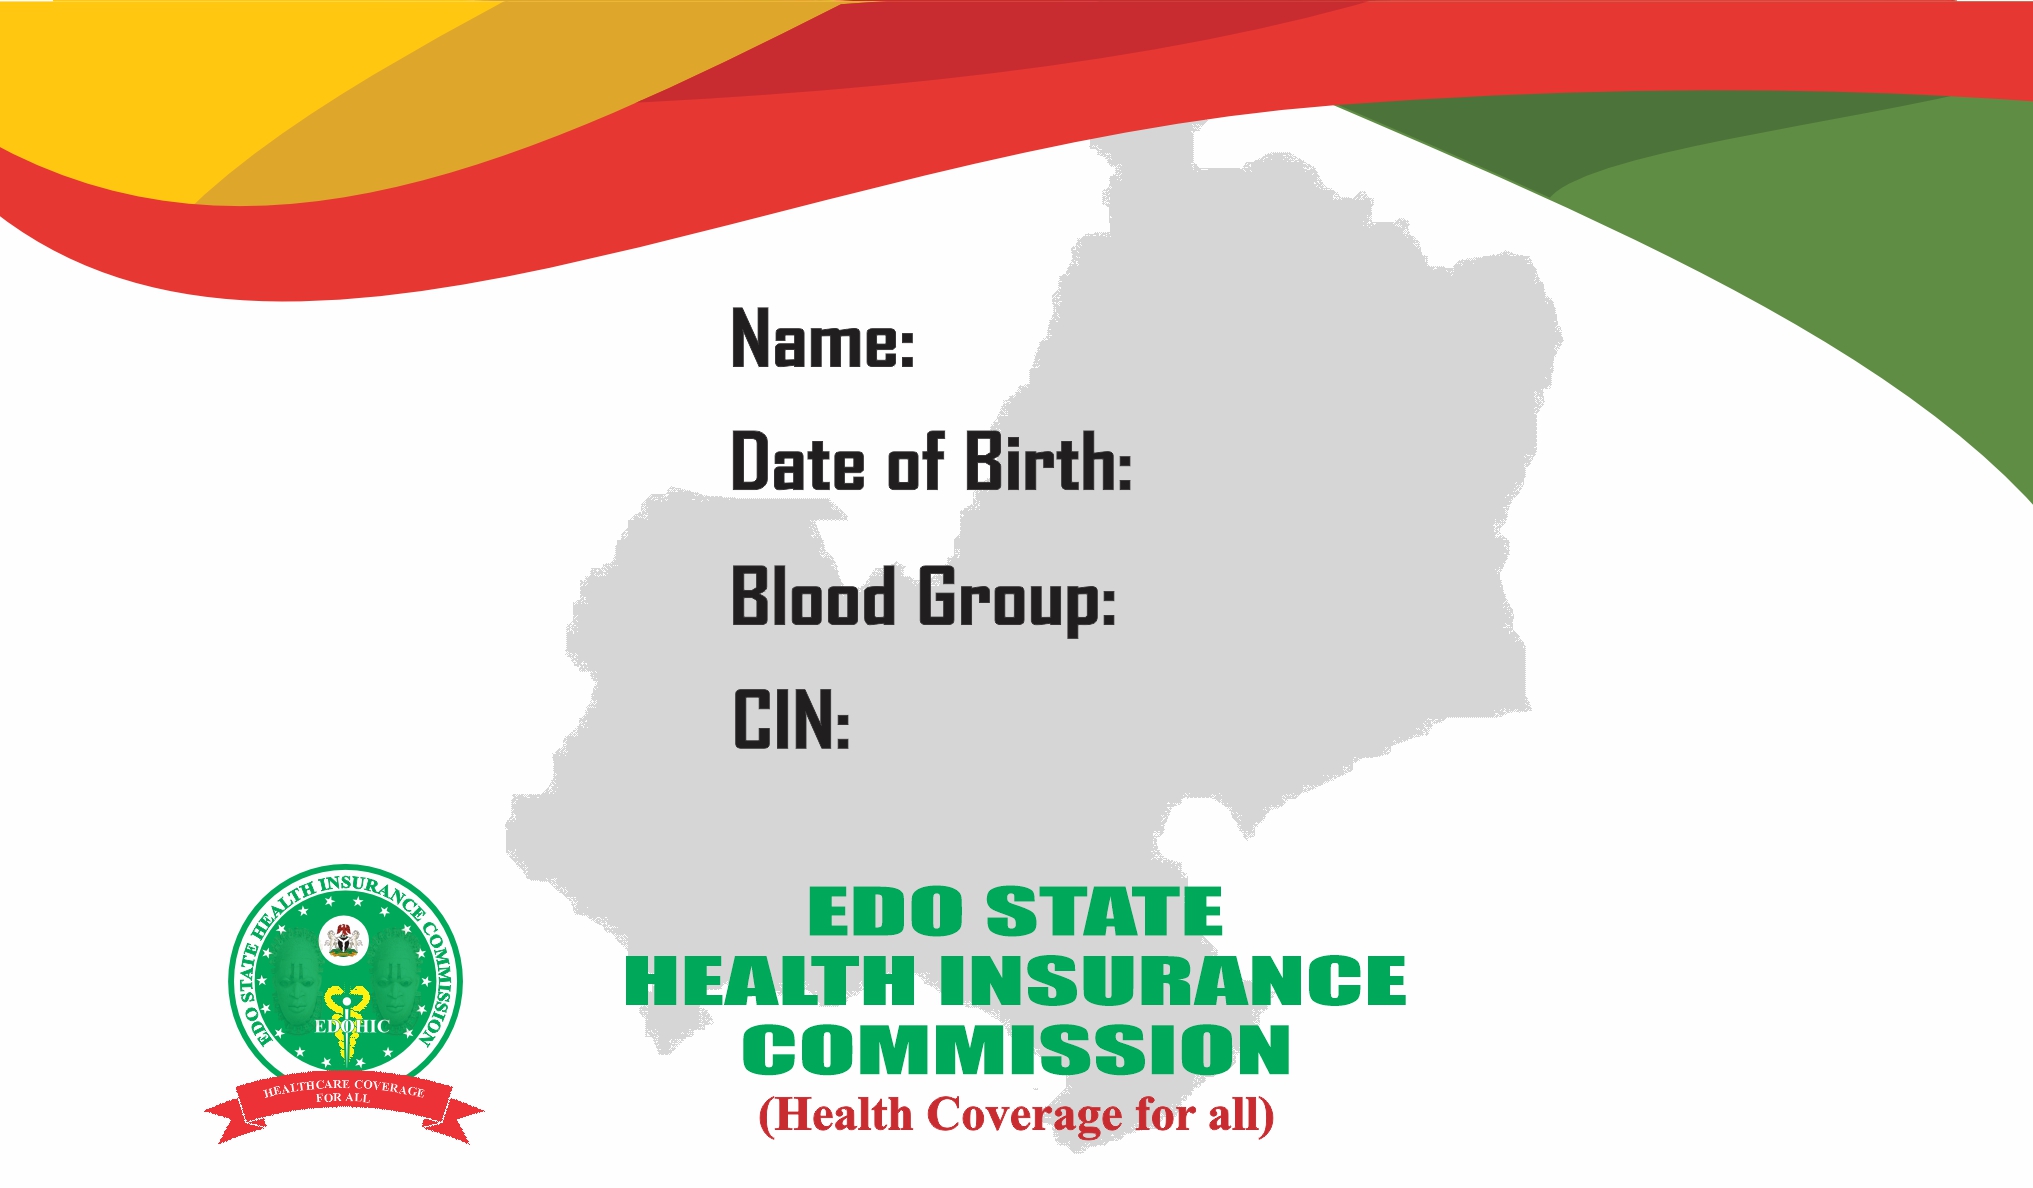 Name:
Date of Birth:
Blood Group:
CIN:
EDO STATE
HEALTH INSURANCE
COMMISSION
(Health Coverage for all)
EDO STATE HEALTH INSURANCE COMMISSION
EDOHIC
HEALTHCARE COVERAGE
FOR ALL